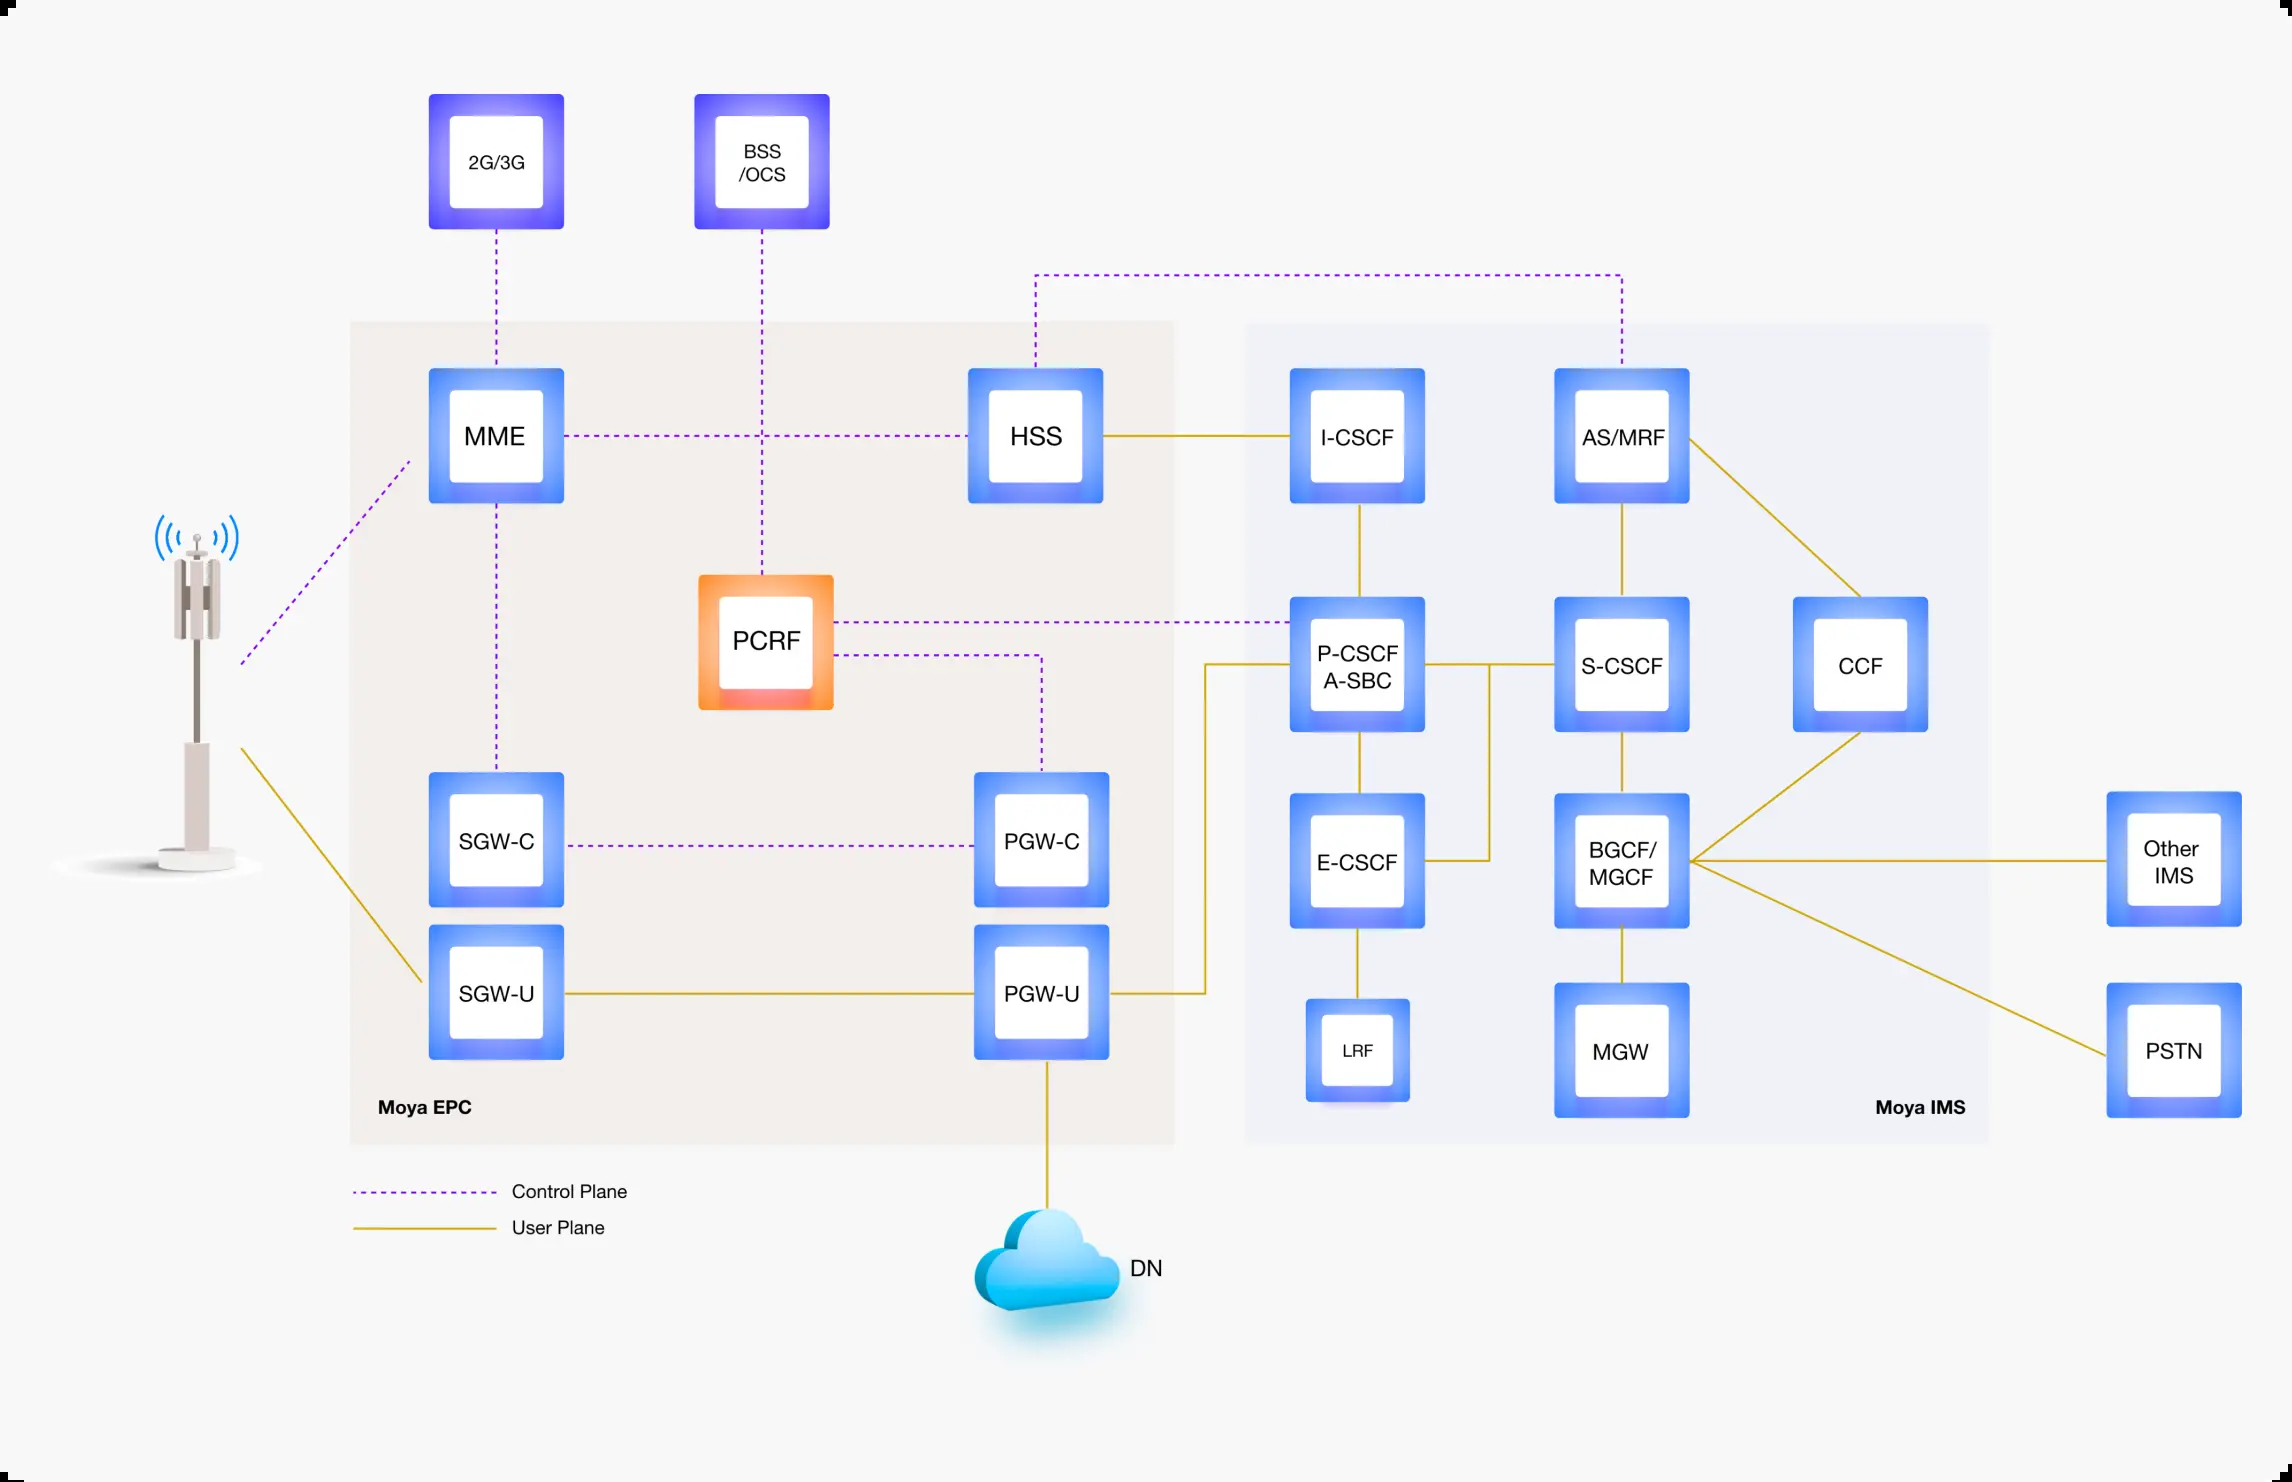 2G/3G
BSS
/OCS
MME
HSS
I-CSCF
AS/MRF
PCRF
P-CSCF
A-SBC
S-CSCF
CCF
SGW-C
PGW-C
E-CSCF
BGCF/
MGCF
Other
IMS
SGW-U
PGW-U
LRF
MGW
PSTN
Moya EPC
Moya IMS
Control Plane
User Plane
DN